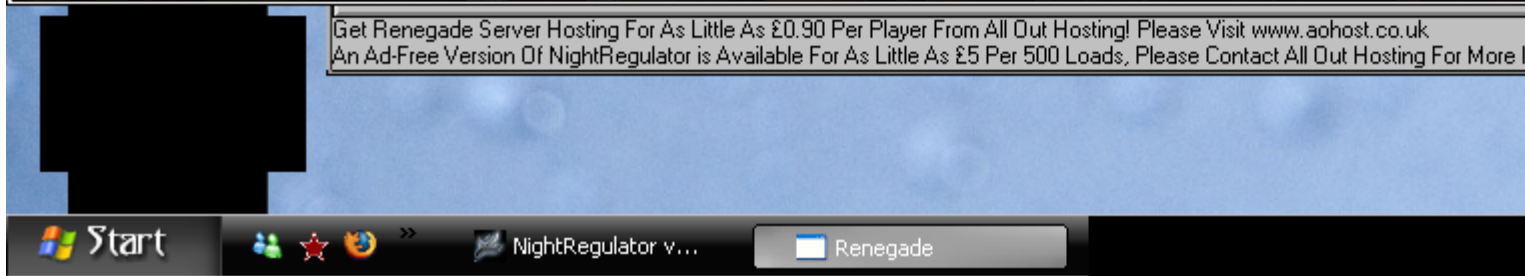 Get Renegade Server Hosting For As Little As £0.90 Per Player From All Out Hosting! Please Visit www.aohost.co.uk
An Ad-Free Version Of NightRegulator is Available For As Little As £5 Per 500 Loads, Please Contact All Out Hosting For More
Start » NightRegulator v... Renegade